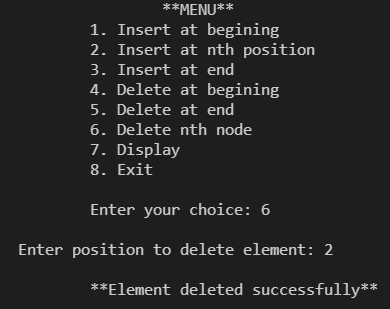 **MENU**
1. Insert at begining
2. Insert at nth position
3. Insert at end
4. Delete at begining
5. Delete at end
6. Delete nth node
7. Display
8. Exit
Enter your choice: 6
Enter position to delete element: 2
**Element deleted successfully**